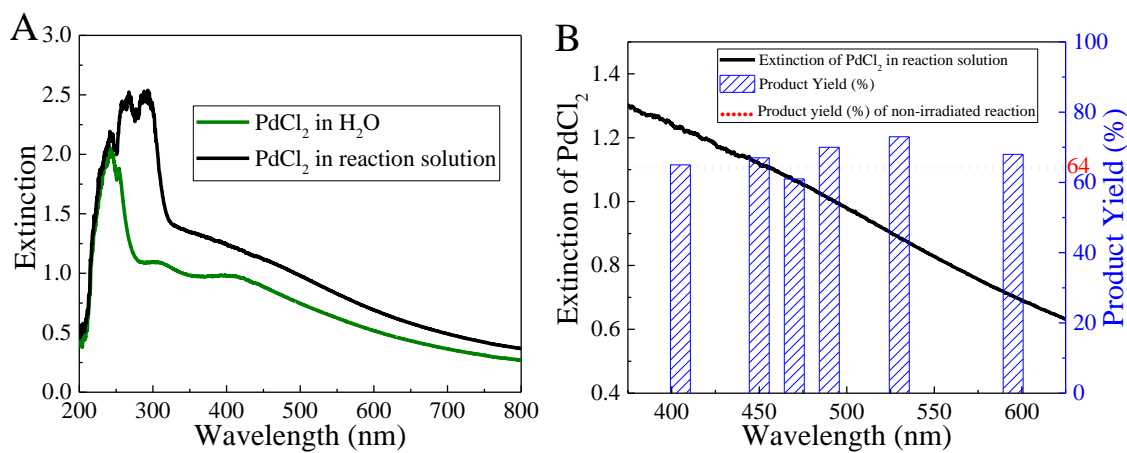 A
3.0
2.5
2.0
1.5
1.0
0.5
0.0
Extinction
PdCl2 in H2O
PdCl2 in reaction solution
200 300 400 500 600 700 800
Wavelength (nm)
B
1.4
1.2
1.0
0.8
0.6
0.4
Extinction of PdCl2
Extinction of PdCl2 in reaction solution
Product Yield (%)
Product yield (%) of non-irradiated reaction
400 450 500 550 600
Wavelength (nm)
100
80
64
60
40
20
0
Product Yield (%)